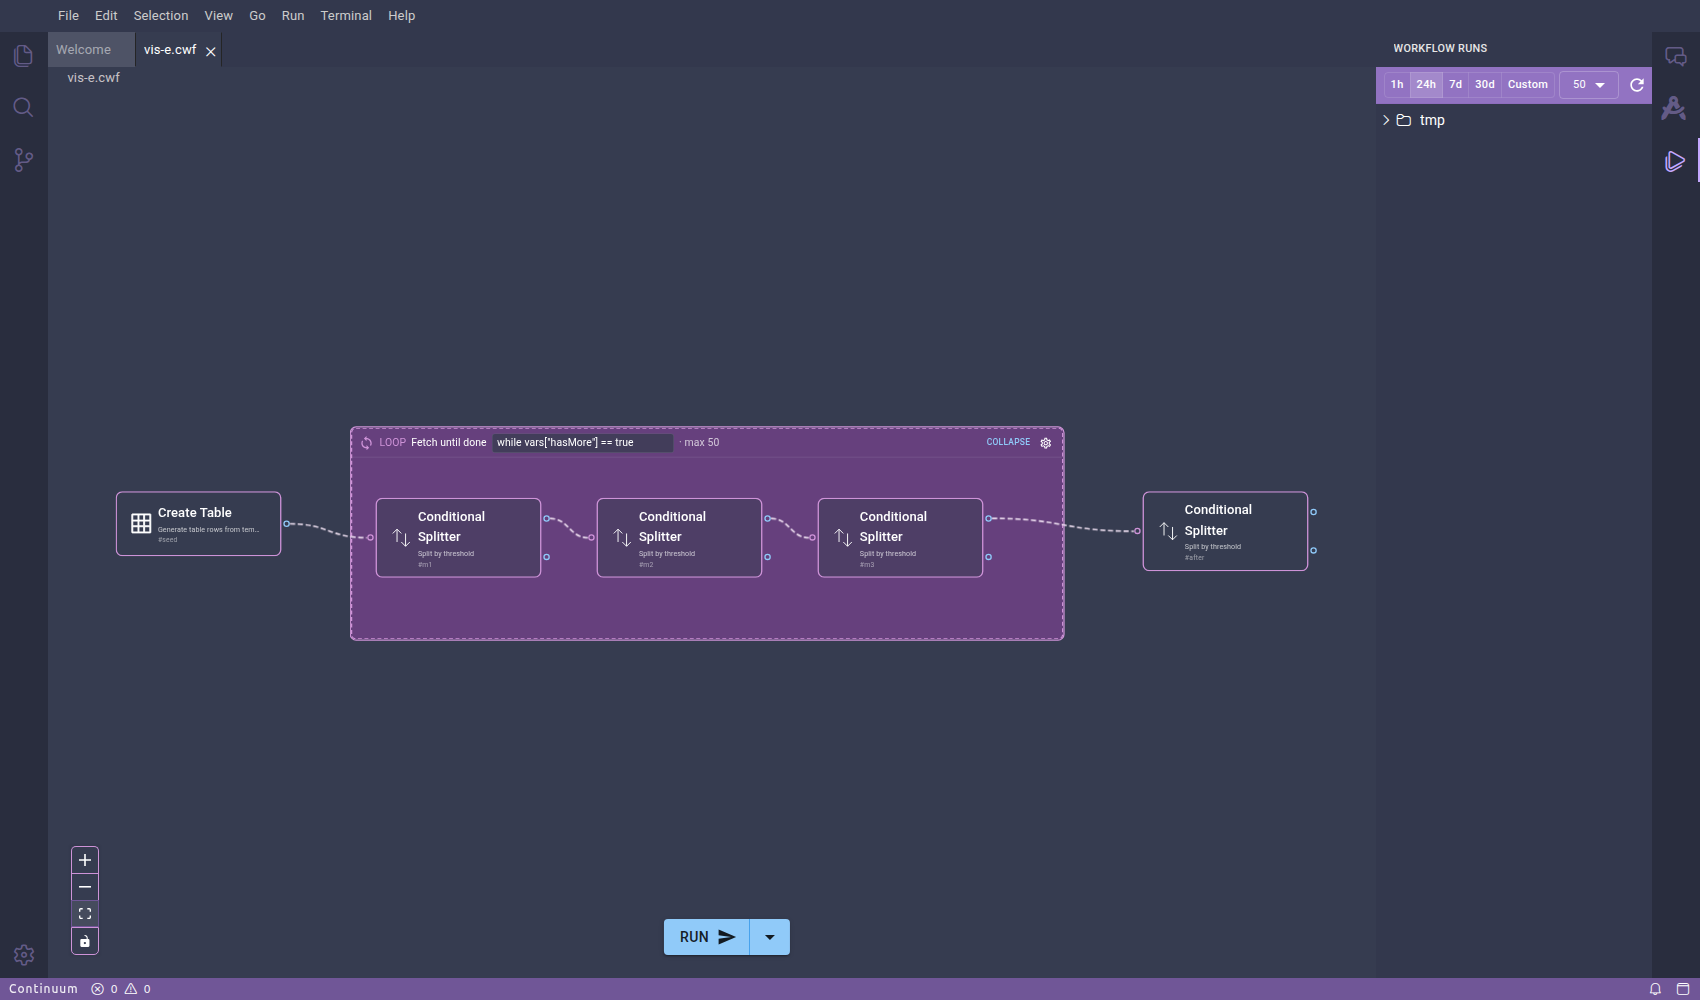 File Edit Selection View Go Run Terminal Help
Welcome vis-e.cwf
vis-e.cwf
WORKFLOW RUNS
1h 24h 7d 30d Custom 50
tmp
LOOP Fetch until done while vars["hasMore"] == true · max 50 COLLAPSE
Create Table
Generate table rows from tem...
#seed
Conditional
Splitter
Split by threshold
#m1
Conditional
Splitter
Split by threshold
#m2
Conditional
Splitter
Split by threshold
#m3
Conditional
Splitter
Split by threshold
#after
RUN
Continuum 0 0